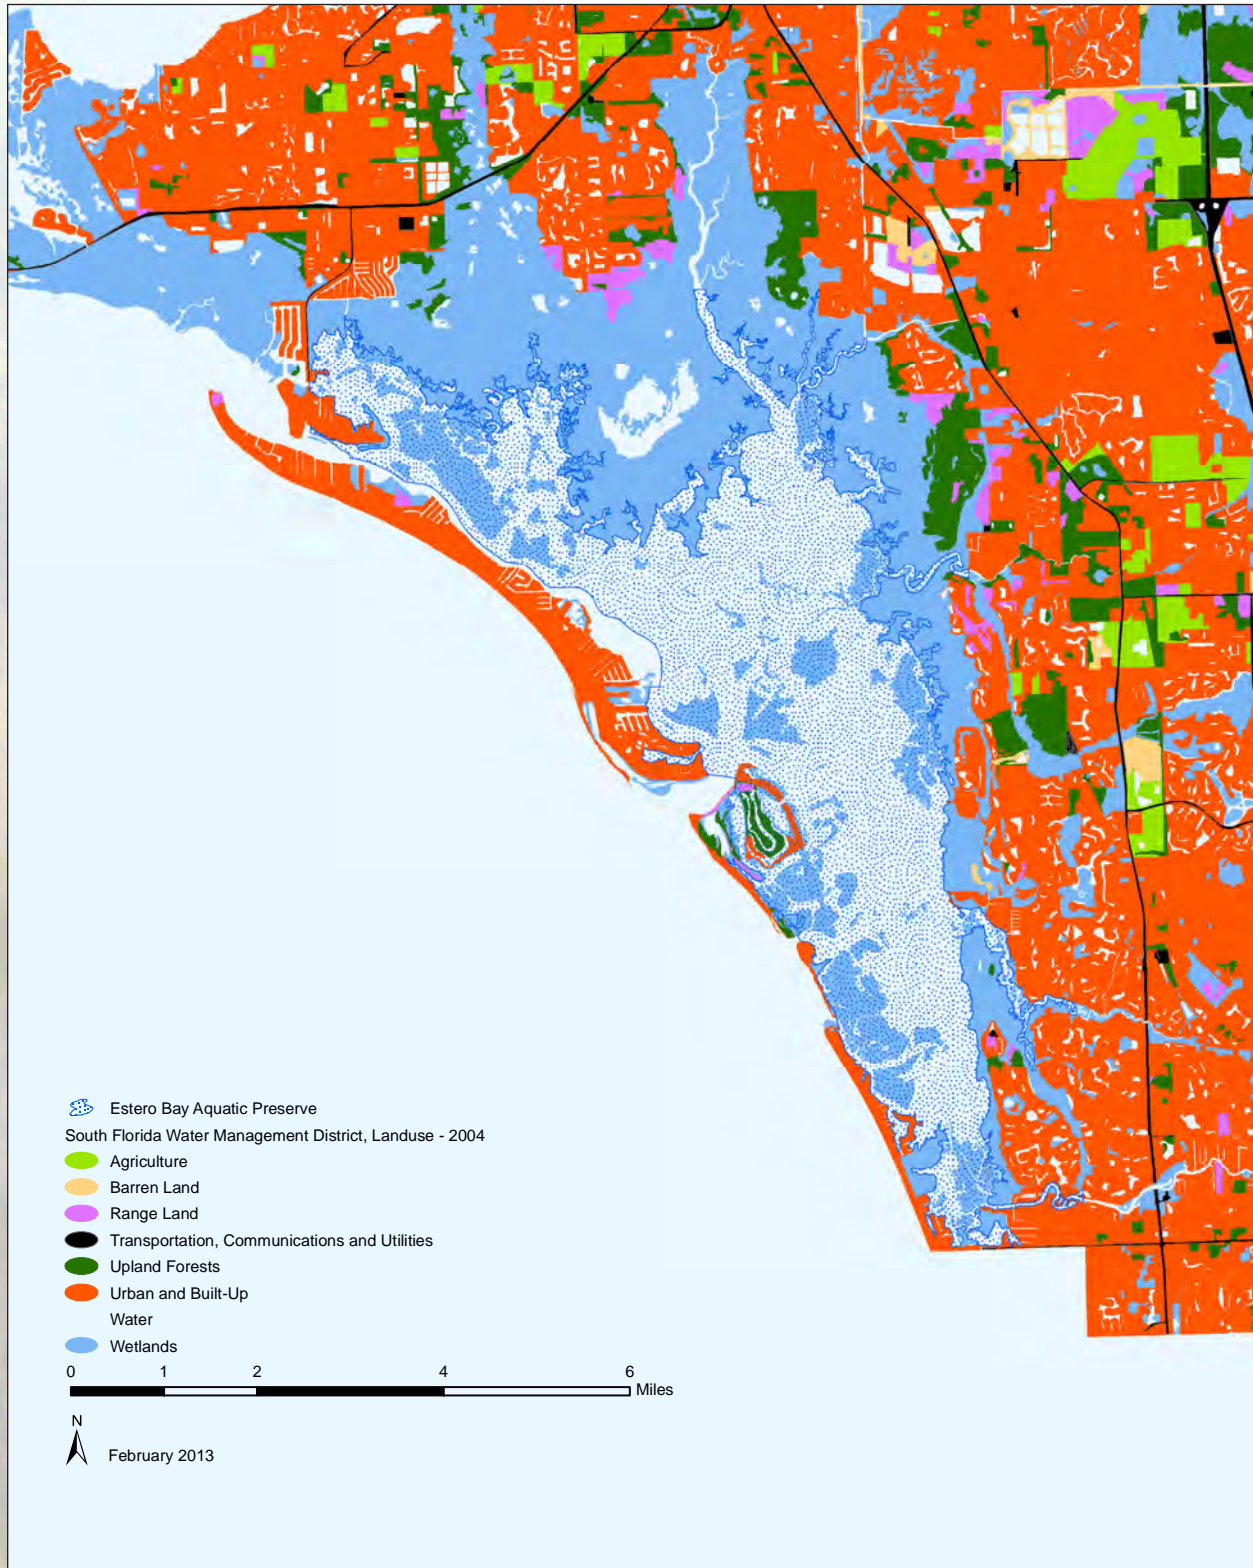 Estero Bay Aquatic Preserve
South Florida Water Management District, Landuse - 2004
Agriculture
Barren Land
Range Land
Transportation, Communications and Utilities
Upland Forests
Urban and Built-Up
Water
Wetlands
0 1 2 4 6
Miles
N
February 2013